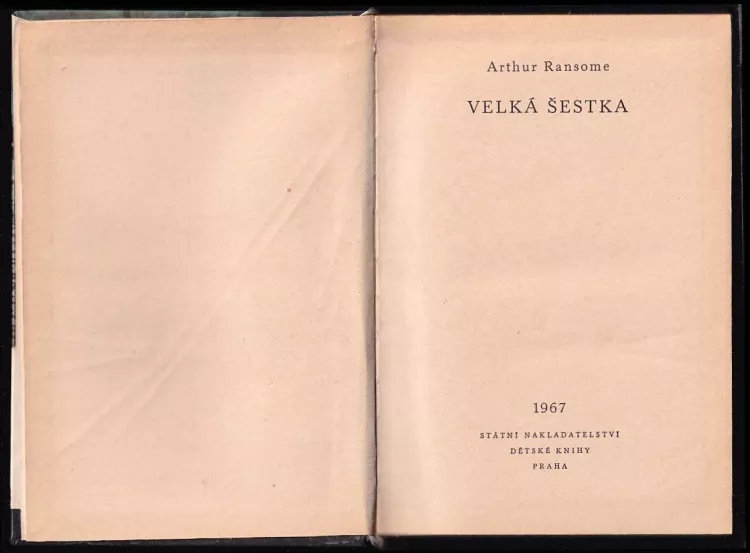 Arthur Ransome
VELKÁ ŠESTKA
1967
STÁTNÍ NAKLADATELSTVÍ
DĚTSKÉ KNIHY
PRAHA